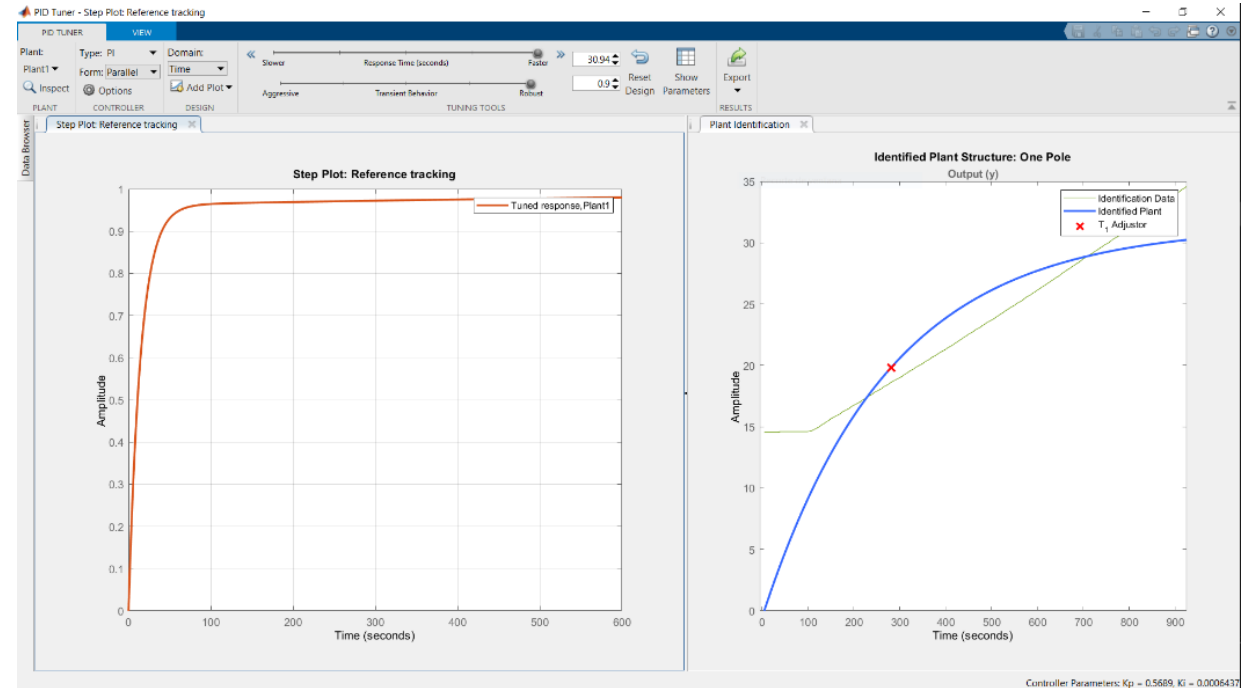 PID Tuner - Step Plot: Reference tracking
PID TUNER VIEW
Plant: Type: PI Domain:
Plant1 Form: Parallel Time
Inspect Options Add Plot
PLANT CONTROLLER DESIGN
Slower Response Time (seconds) Faster 30.94
Aggressive Transient Behavior Robust 0.9
TUNING TOOLS
Reset Design
Show Parameters
Export
RESULTS
Data Browser
Step Plot: Reference tracking
Step Plot: Reference tracking
Tuned response,Plant1
Amplitude
1
0.9
0.8
0.7
0.6
0.5
0.4
0.3
0.2
0.1
0
0 100 200 300 400 500 600
Time (seconds)
Plant Identification
Identified Plant Structure: One Pole
Output (y)
Identification Data
Identified Plant
T1 Adjustor
Amplitude
35
30
25
20
15
10
5
0
0 100 200 300 400 500 600 700 800 900
Time (seconds)
Controller Parameters: Kp = 0.5689, Ki = 0.0006437